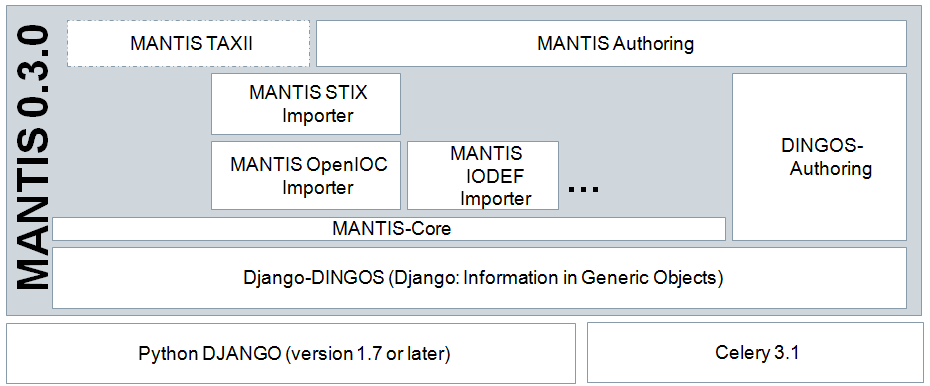 MANTIS 0.3.0
MANTIS TAXII
MANTIS Authoring
MANTIS STIX
Importer
DINGOS-
Authoring
MANTIS OpenIOC
Importer
MANTIS
IODEF
Importer
...
MANTIS-Core
Django-DINGOS (Django: Information in Generic Objects)
Python DJANGO (version 1.7 or later)
Celery 3.1